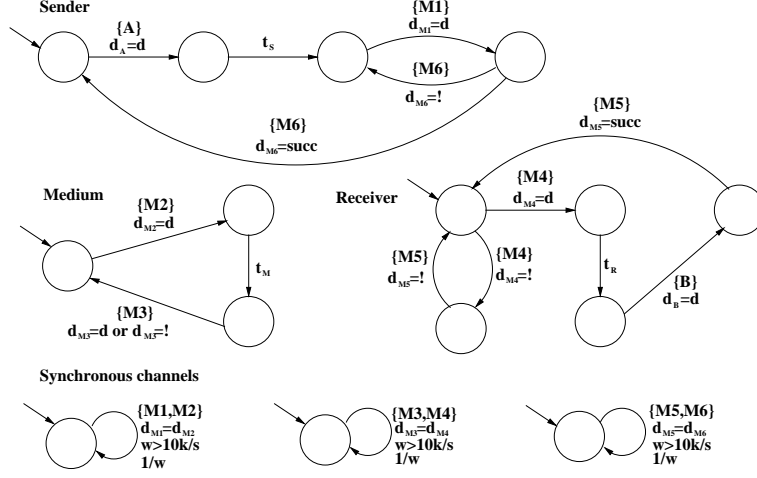 Sender
{A}
d_A=d
t_S
{M1}
d_M1=d
{M6}
d_M6=!
{M6}
d_M6=succ
Medium
{M2}
d_M2=d
t_M
{M3}
d_M3=d or d_M3=!
Receiver
{M5}
d_M5=succ
{M4}
d_M4=d
{M5}
d_M5=!
{M4}
d_M4=!
t_R
{B}
d_B=d
Synchronous channels
{M1,M2}
d_M1=d_M2
w>10k/s
1/w
{M3,M4}
d_M3=d_M4
w>10k/s
1/w
{M5,M6}
d_M5=d_M6
w>10k/s
1/w